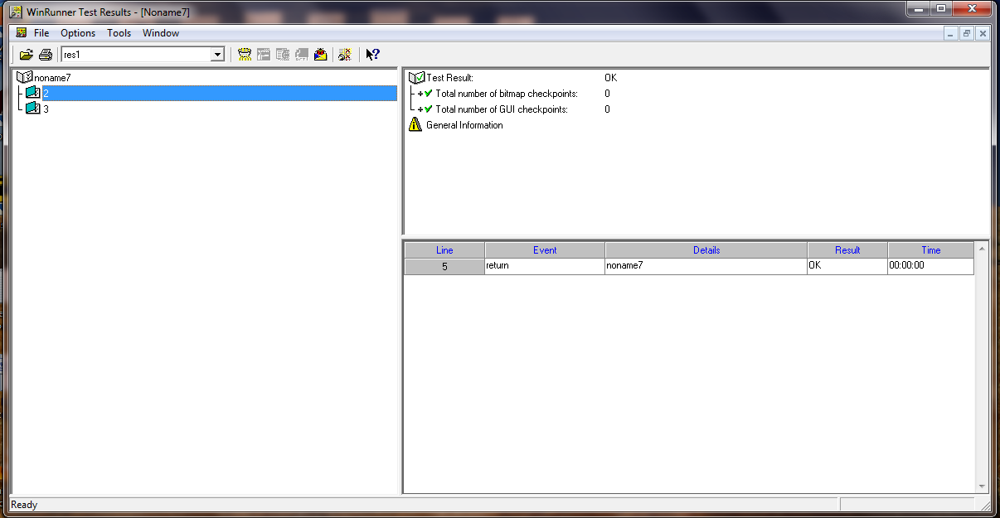 WinRunner Test Results - [Noname7]
File Options Tools Window
res1
noname7
2
3
Test Result: OK
Total number of bitmap checkpoints: 0
Total number of GUI checkpoints: 0
General Information
Line Event Details Result Time
5 return noname7 OK 00:00:00
Ready